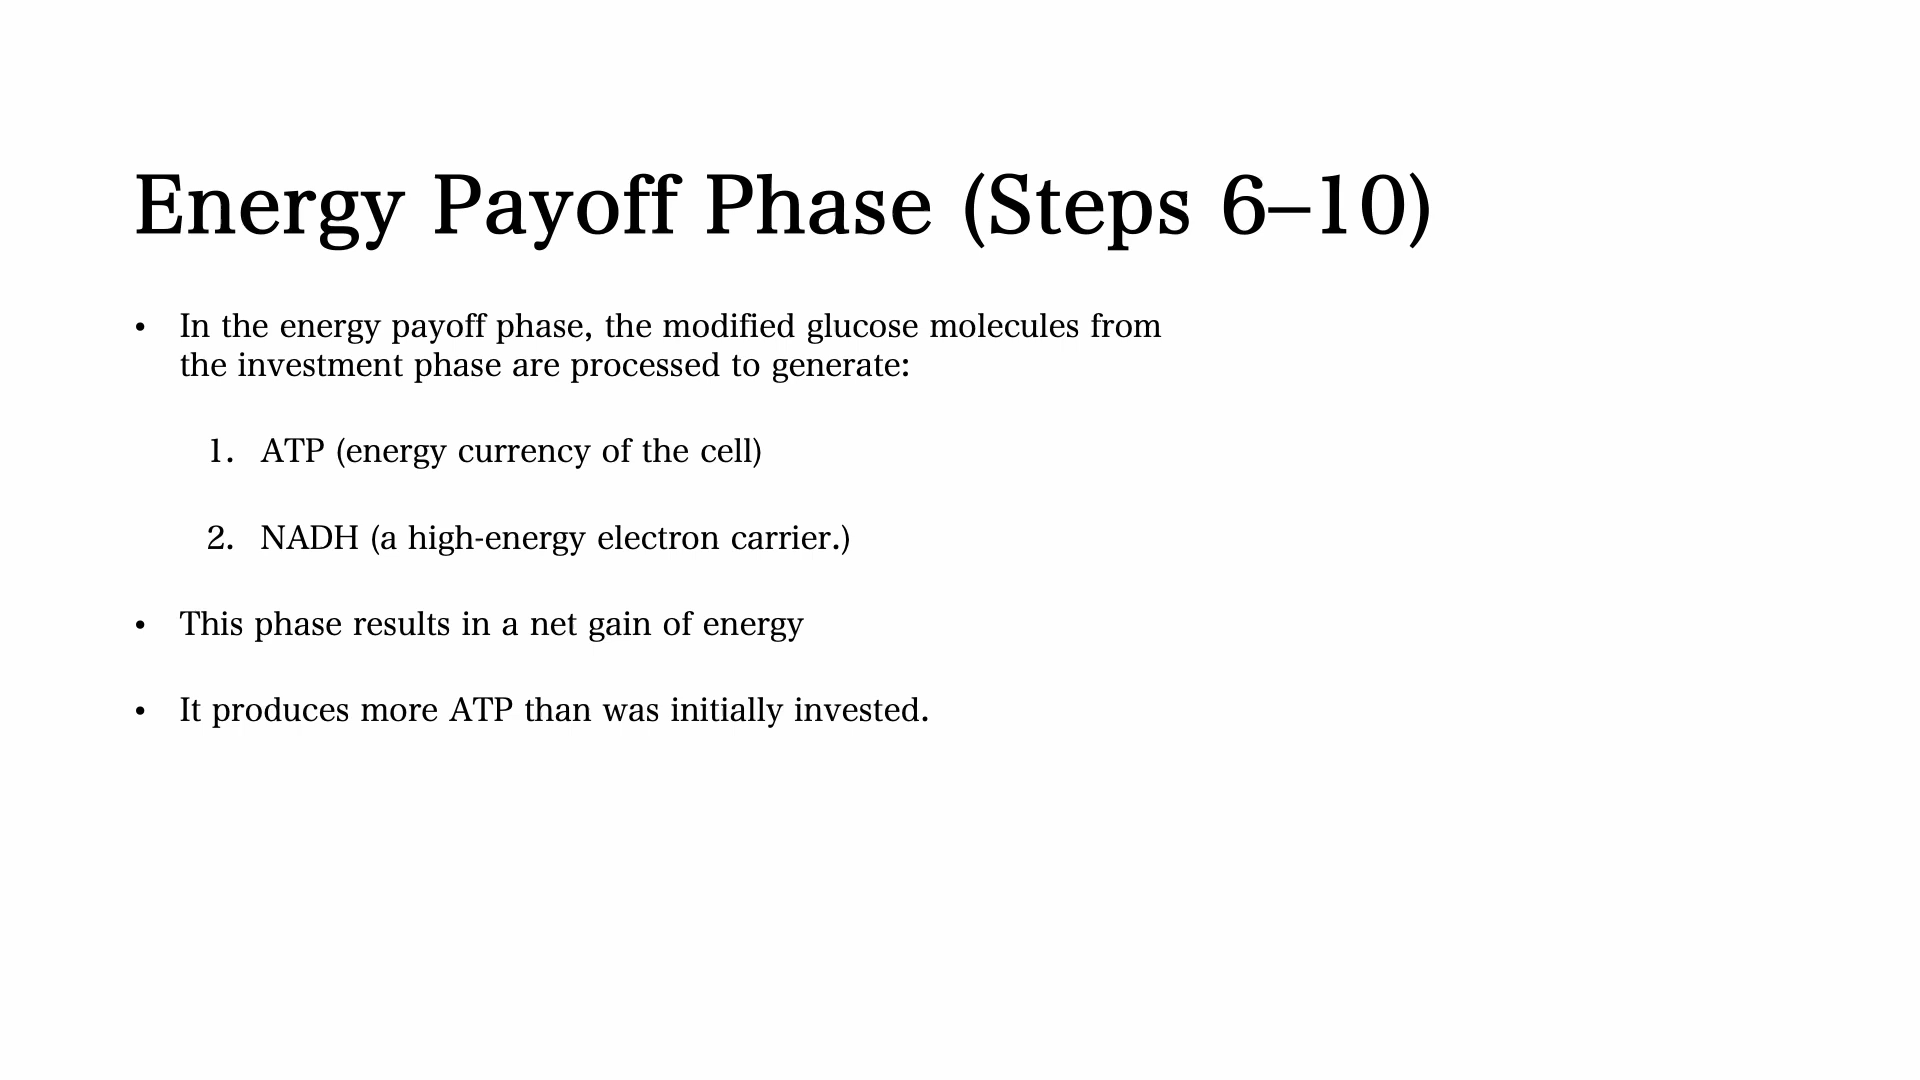 Energy Payoff Phase (Steps 6–10)
• In the energy payoff phase, the modified glucose molecules from
the investment phase are processed to generate:
1. ATP (energy currency of the cell)
2. NADH (a high-energy electron carrier.)
• This phase results in a net gain of energy
• It produces more ATP than was initially invested.